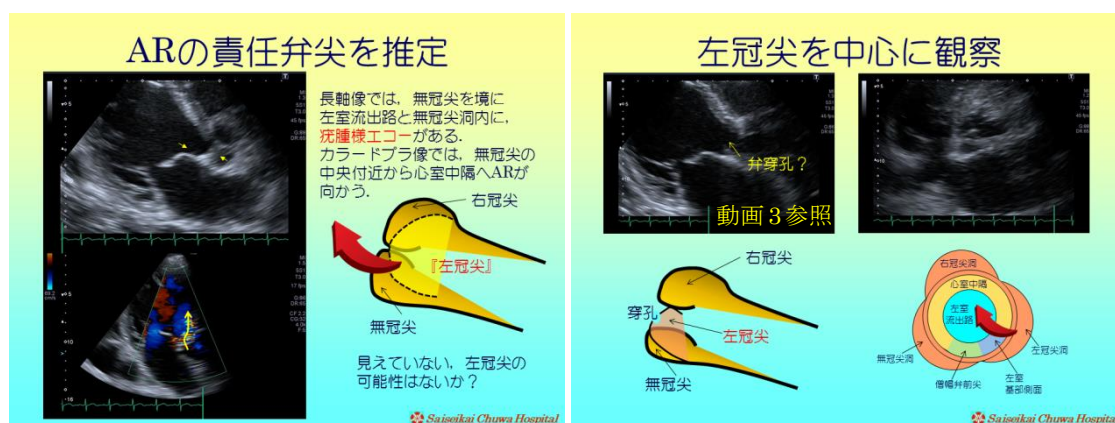 ARの責任弁尖を推定
長軸像では，無冠尖を境に
左室流出路と無冠尖洞内に，
疣腫様エコーがある．
カラードプラ像では，無冠尖の
中央付近から心室中隔へARが
向かう．
右冠尖
『左冠尖』
無冠尖
見えていない，左冠尖の
可能性はないか？
Saiseikai Chuwa Hospital
左冠尖を中心に観察
弁穿孔？
動画3参照
右冠尖
穿孔
左冠尖
無冠尖
右冠尖洞
心室中隔
左室
流出路
無冠尖洞
左冠尖洞
僧帽弁前尖
左室
基部側面
Saiseikai Chuwa Hospital